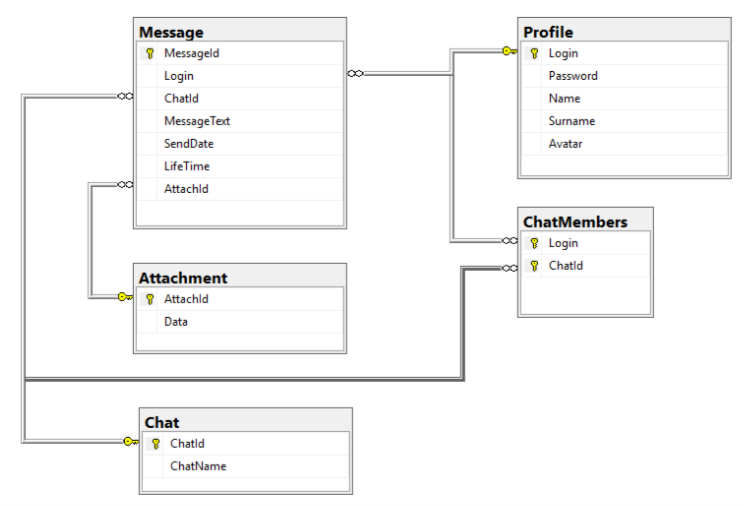 Message
MessageId
Login
ChatId
MessageText
SendDate
LifeTime
AttachId
Profile
Login
Password
Name
Surname
Avatar
ChatMembers
Login
ChatId
Attachment
AttachId
Data
Chat
ChatId
ChatName